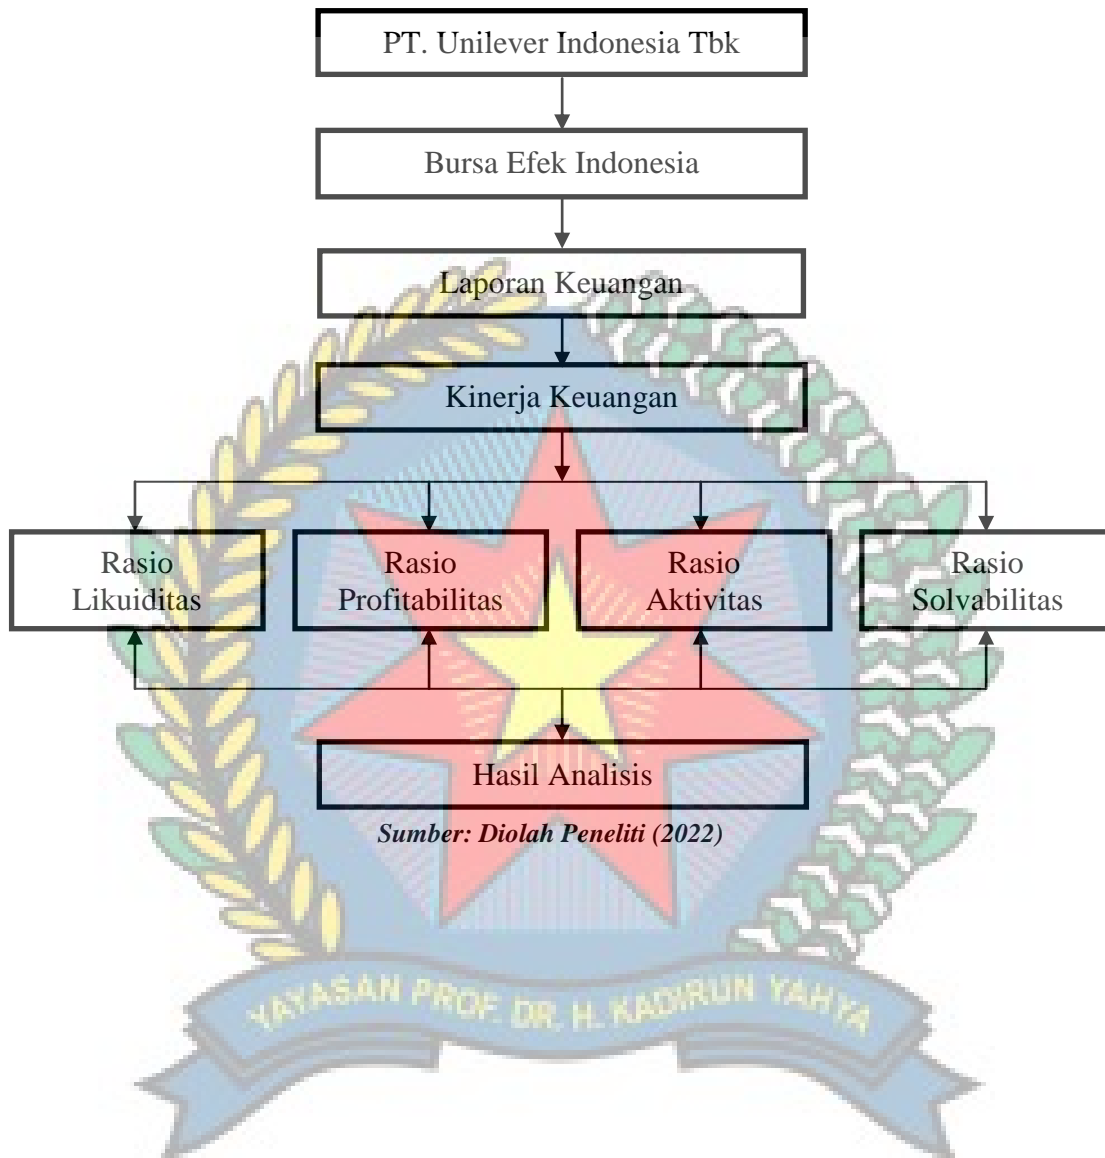 PT. Unilever Indonesia Tbk
Bursa Efek Indonesia
Laporan Keuangan
Kinerja Keuangan
Rasio
Likuiditas
Rasio
Profitabilitas
Rasio
Aktivitas
Rasio
Solvabilitas
Hasil Analisis
Sumber: Diolah Peneliti (2022)
YAYASAN PROF. DR. H. KADIRUN YAHYA